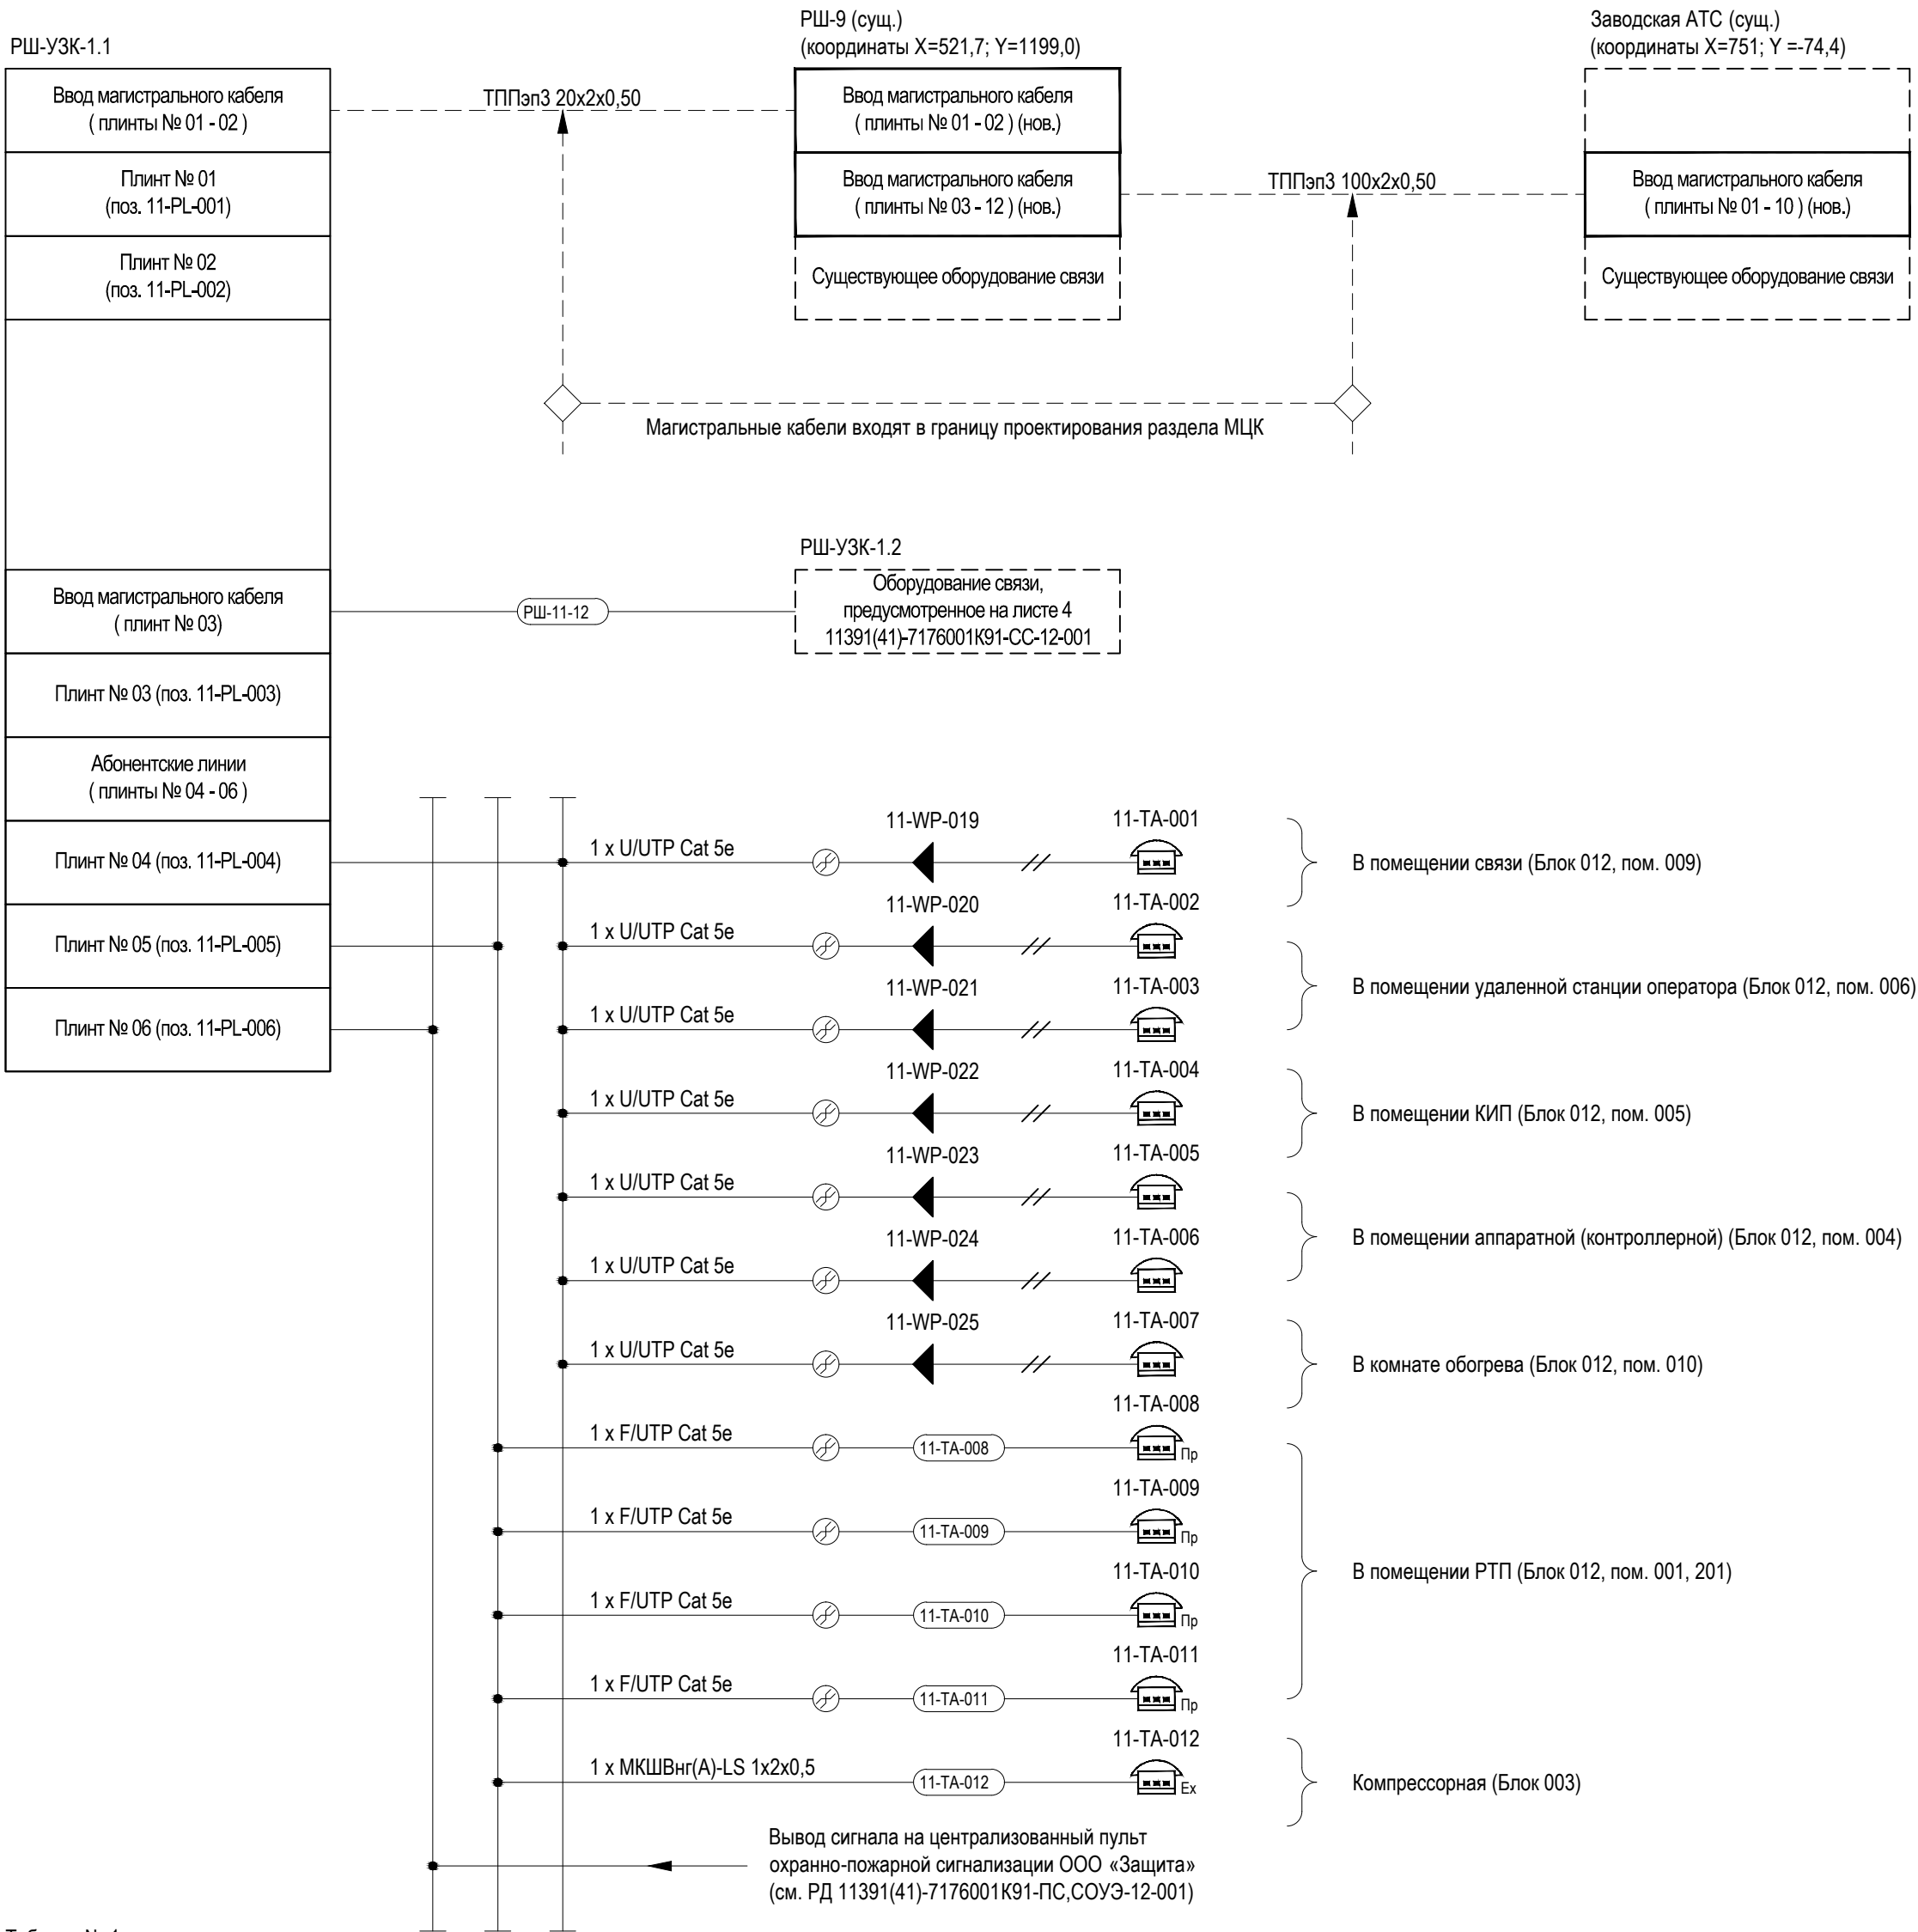 РШ-УЗК-1.1
РШ-9 (сущ.)
(координаты X=521,7; Y=1199,0)
Заводская АТС (сущ.)
(координаты X=751; Y =-74,4)
Ввод магистрального кабеля
( плинты № 01 - 02 )
ТППэп3 20x2x0,50
Ввод магистрального кабеля
( плинты № 01 - 02 ) (нов.)
Плинт № 01
(поз. 11-PL-001)
Ввод магистрального кабеля
( плинты № 03 - 12 ) (нов.)
ТППэп3 100x2x0,50
Ввод магистрального кабеля
( плинты № 01 - 10 ) (нов.)
Плинт № 02
(поз. 11-PL-002)
Существующее оборудование связи
Существующее оборудование связи
Магистральные кабели входят в границу проектирования раздела МЦК
РШ-УЗК-1.2
Ввод магистрального кабеля
( плинт № 03)
РШ-11-12
Оборудование связи,
предусмотренное на листе 4
11391(41)-7176001К91-СС-12-001
Плинт № 03 (поз. 11-PL-003)
Абонентские линии
( плинты № 04 - 06 )
Плинт № 04 (поз. 11-PL-004)
Плинт № 05 (поз. 11-PL-005)
Плинт № 06 (поз. 11-PL-006)
11-WP-019
11-TA-001
1 x U/UTP Cat 5e
В помещении связи (Блок 012, пом. 009)
11-WP-020
11-TA-002
1 x U/UTP Cat 5e
11-WP-021
11-TA-003
В помещении удаленной станции оператора (Блок 012, пом. 006)
1 x U/UTP Cat 5e
11-WP-022
11-TA-004
1 x U/UTP Cat 5e
В помещении КИП (Блок 012, пом. 005)
11-WP-023
11-TA-005
1 x U/UTP Cat 5e
11-WP-024
11-TA-006
В помещении аппаратной (контроллерной) (Блок 012, пом. 004)
1 x U/UTP Cat 5e
11-WP-025
11-TA-007
1 x U/UTP Cat 5e
В комнате обогрева (Блок 012, пом. 010)
11-TA-008
1 x F/UTP Cat 5e
11-TA-008
Пр
11-TA-009
1 x F/UTP Cat 5e
11-TA-009
Пр
11-TA-010
В помещении РТП (Блок 012, пом. 001, 201)
1 x F/UTP Cat 5e
11-TA-010
Пр
11-TA-011
1 x F/UTP Cat 5e
11-TA-011
Пр
11-TA-012
1 x МКШВнг(А)-LS 1x2x0,5
11-TA-012
Ex
Компрессорная (Блок 003)
Вывод сигнала на централизованный пульт
охранно-пожарной сигнализации ООО «Защита»
(см. РД 11391(41)-7176001К91-ПС,СОУЭ-12-001)